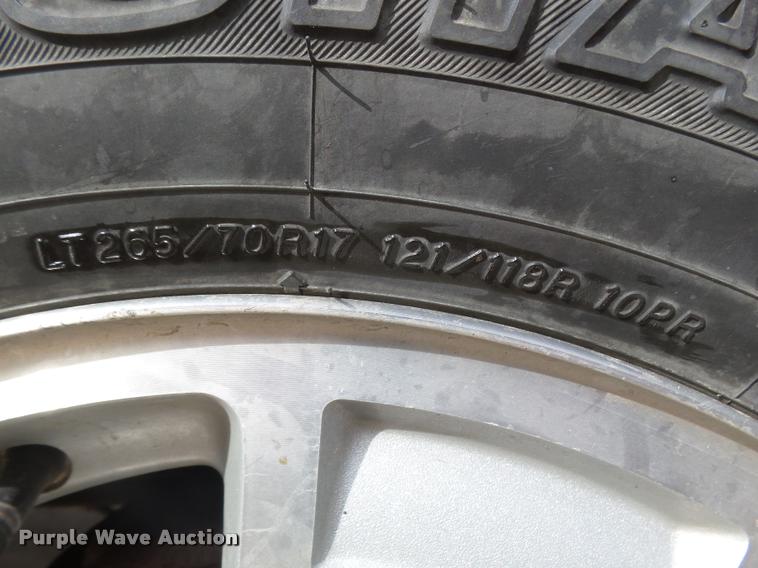 LT 265/70R17 121/118R 10PR
Purple Wave Auction